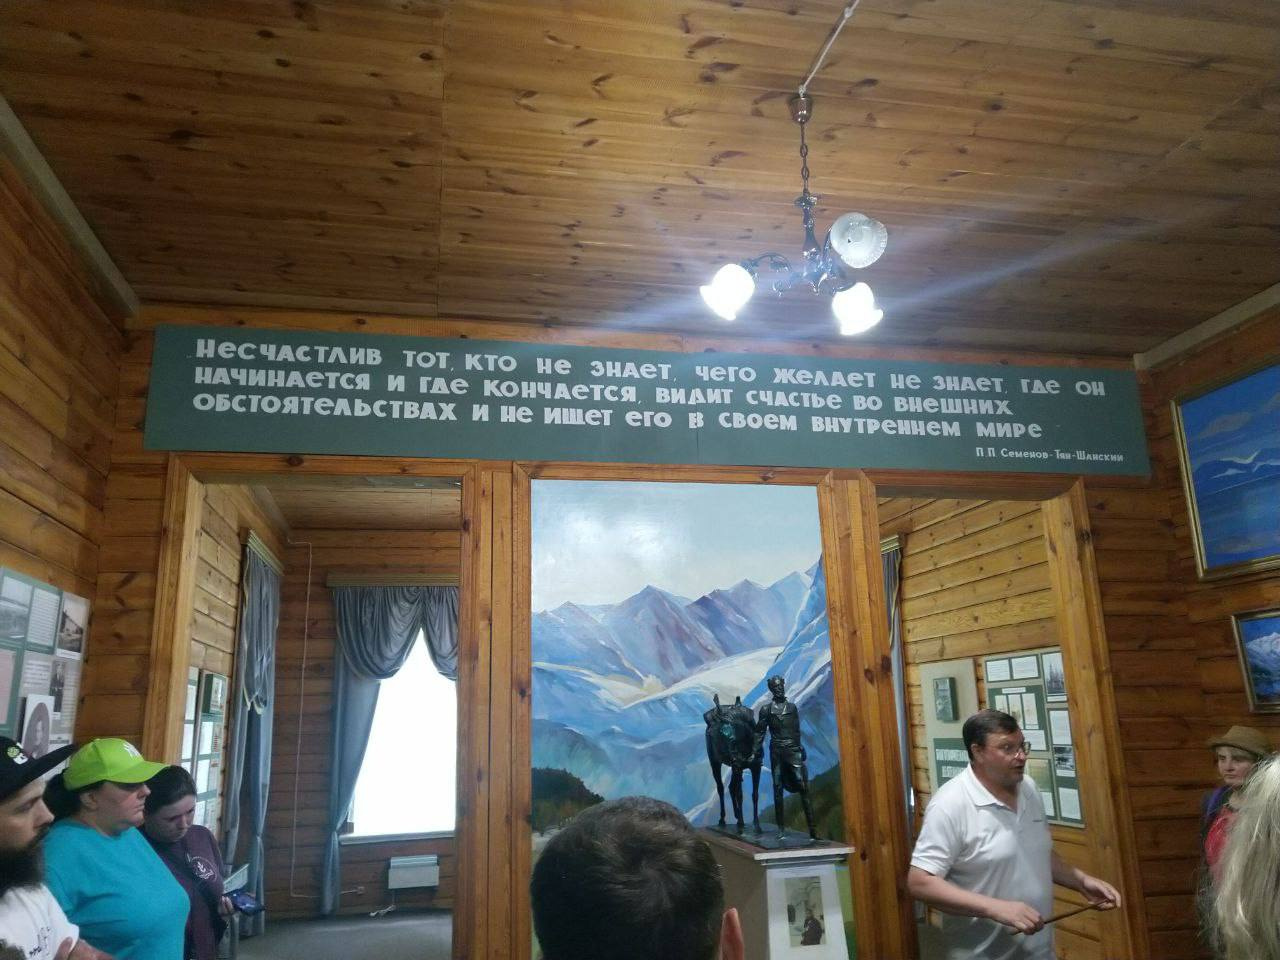 Несчастлив тот, кто не знает, чего желает не знает, где он
начинается и где кончается, видит счастье во внешних
обстоятельствах и не ищет его в своем внутреннем мире
П.П. Семенов-Тян-Шанский